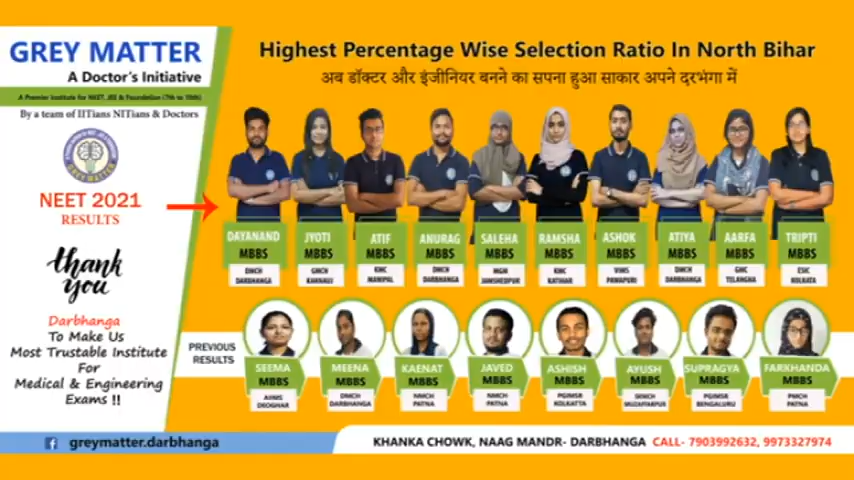 GREY MATTER
A Doctor's Initiative
A Premier Institute for NEET, JEE & Foundation (7th to 10th)
By a team of IITians NITians & Doctors
GREY MATTER
NEET 2021
RESULTS
thank
you
Darbhanga
To Make Us
Most Trustable Institute
For
Medical & Engineering
Exams !!
Highest Percentage Wise Selection Ratio In North Bihar
अब डॉक्टर और इंजीनियर बनने का सपना हुआ साकार अपने दरभंगा में
DAYANAND JYOTI ATIF ANURAG SALEHA RAMSHA ASHOK ATIYA AARFA TRIPTI
MBBS MBBS MBBS MBBS MBBS MBBS MBBS MBBS MBBS MBBS
DMCH GMCH KMC DMCH MGM KMC VIMS DMCH GMC ESIC
DARBHANGA KANNAUJ MANIPAL DARBHANGA JAMSHEDPUR KATIHAR PAWAPURI DARBHANGA TELANGHA KOLKATA
PREVIOUS
RESULTS
SEEMA MEENA KAENAT JAVED ASHISH AYUSH SUPRAGYA FARKHANDA
MBBS MBBS MBBS MBBS MBBS MBBS MBBS MBBS
AIIMS DMCH NMCH NMCH PGIMSR SKMCH PGIMSR PMCH
DEOGHAR DARBHANGA PATNA PATNA KOLKATTA MUZAFFARPUR BENGALURU PATNA
f greymatter.darbhanga
KHANKA CHOWK, NAAG MANDR- DARBHANGA CALL- 7903992632, 9973327974